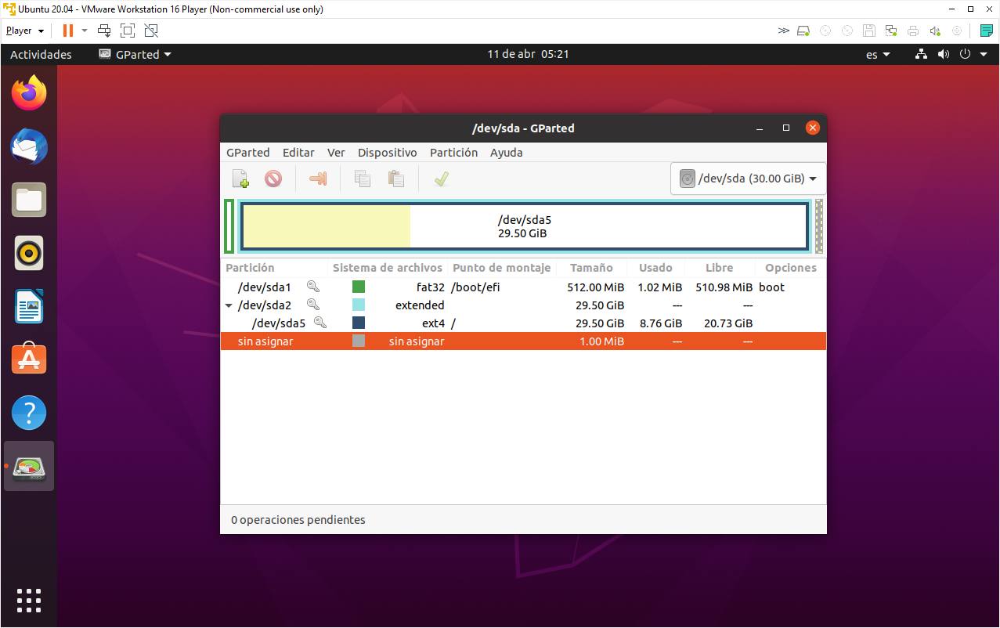 Ubuntu 20.04 - VMware Workstation 16 Player (Non-commercial use only)
Player
Actividades GParted 11 de abr 05:21 es
/dev/sda - GParted
GParted Editar Ver Dispositivo Partición Ayuda
/dev/sda (30.00 GiB)
/dev/sda5
29.50 GiB
Partición Sistema de archivos Punto de montaje Tamaño Usado Libre Opciones
/dev/sda1 fat32 /boot/efi 512.00 MiB 1.02 MiB 510.98 MiB boot
/dev/sda2 extended 29.50 GiB --- ---
/dev/sda5 ext4 / 29.50 GiB 8.76 GiB 20.73 GiB
sin asignar sin asignar 1.00 MiB --- ---
0 operaciones pendientes